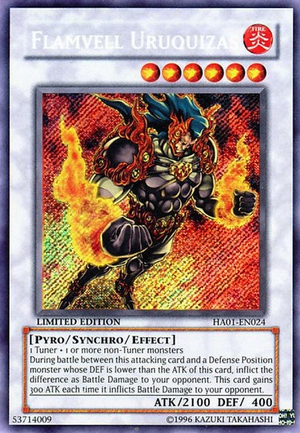 FLAMVELL URUQUIZAS
FIRE
炎
LIMITED EDITION
HA01-EN024
[PYRO/SYNCHRO/EFFECT]
1 Tuner + 1 or more non-Tuner monsters
During battle between this attacking card and a Defense Position
monster whose DEF is lower than the ATK of this card, inflict the
difference as Battle Damage to your opponent. This card gains
300 ATK each time it inflicts Battle Damage to your opponent.
ATK/2100 DEF/ 400
53714009
©1996 KAZUKI TAKAHASHI